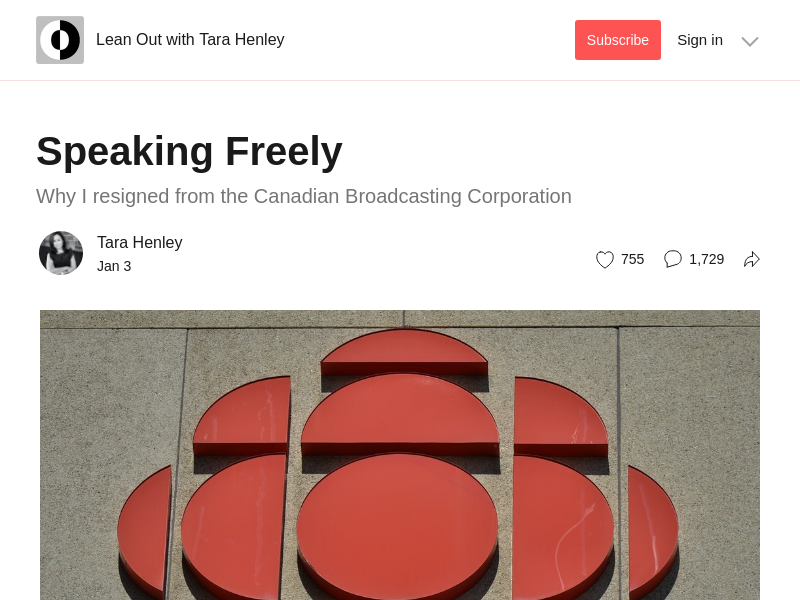 Lean Out with Tara Henley
Subscribe
Sign in
Speaking Freely
Why I resigned from the Canadian Broadcasting Corporation
Tara Henley
Jan 3
755
1,729